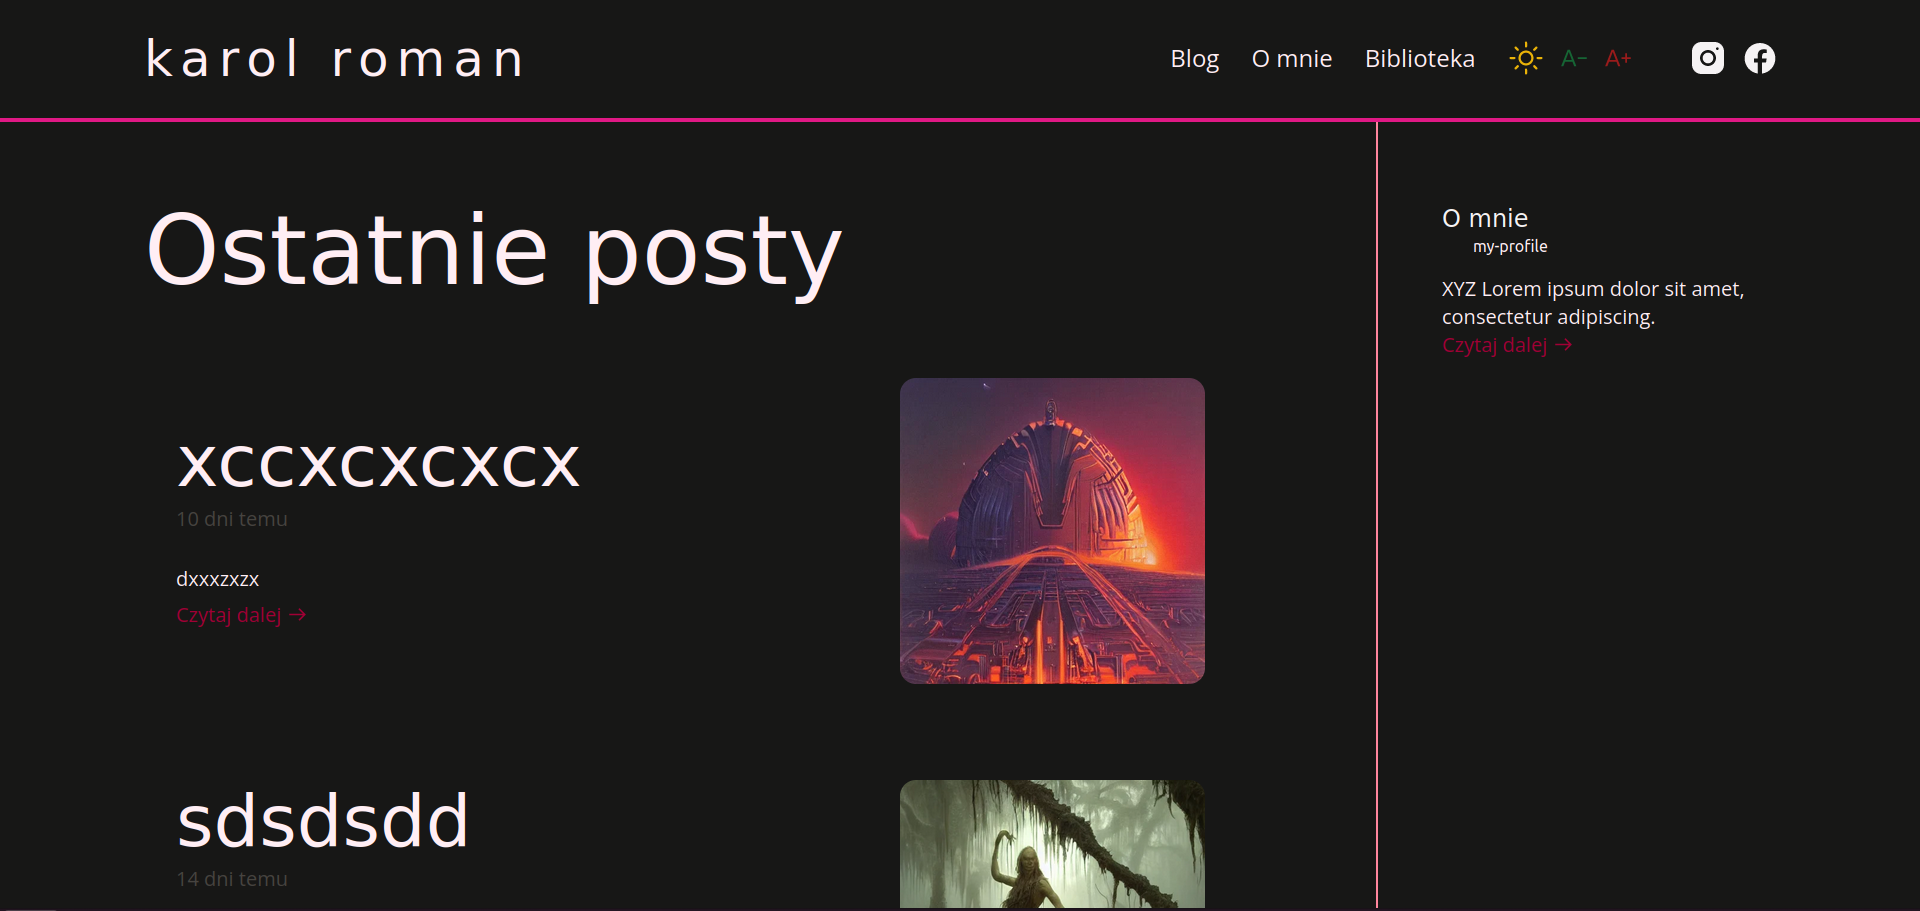 karol roman
Blog O mnie Biblioteka A- A+
Ostatnie posty
xccxcxcxcx
10 dni temu
dxxxzxzx
Czytaj dalej →
sdsdsdd
14 dni temu
O mnie
my-profile
XYZ Lorem ipsum dolor sit amet,
consectetur adipiscing.
Czytaj dalej →